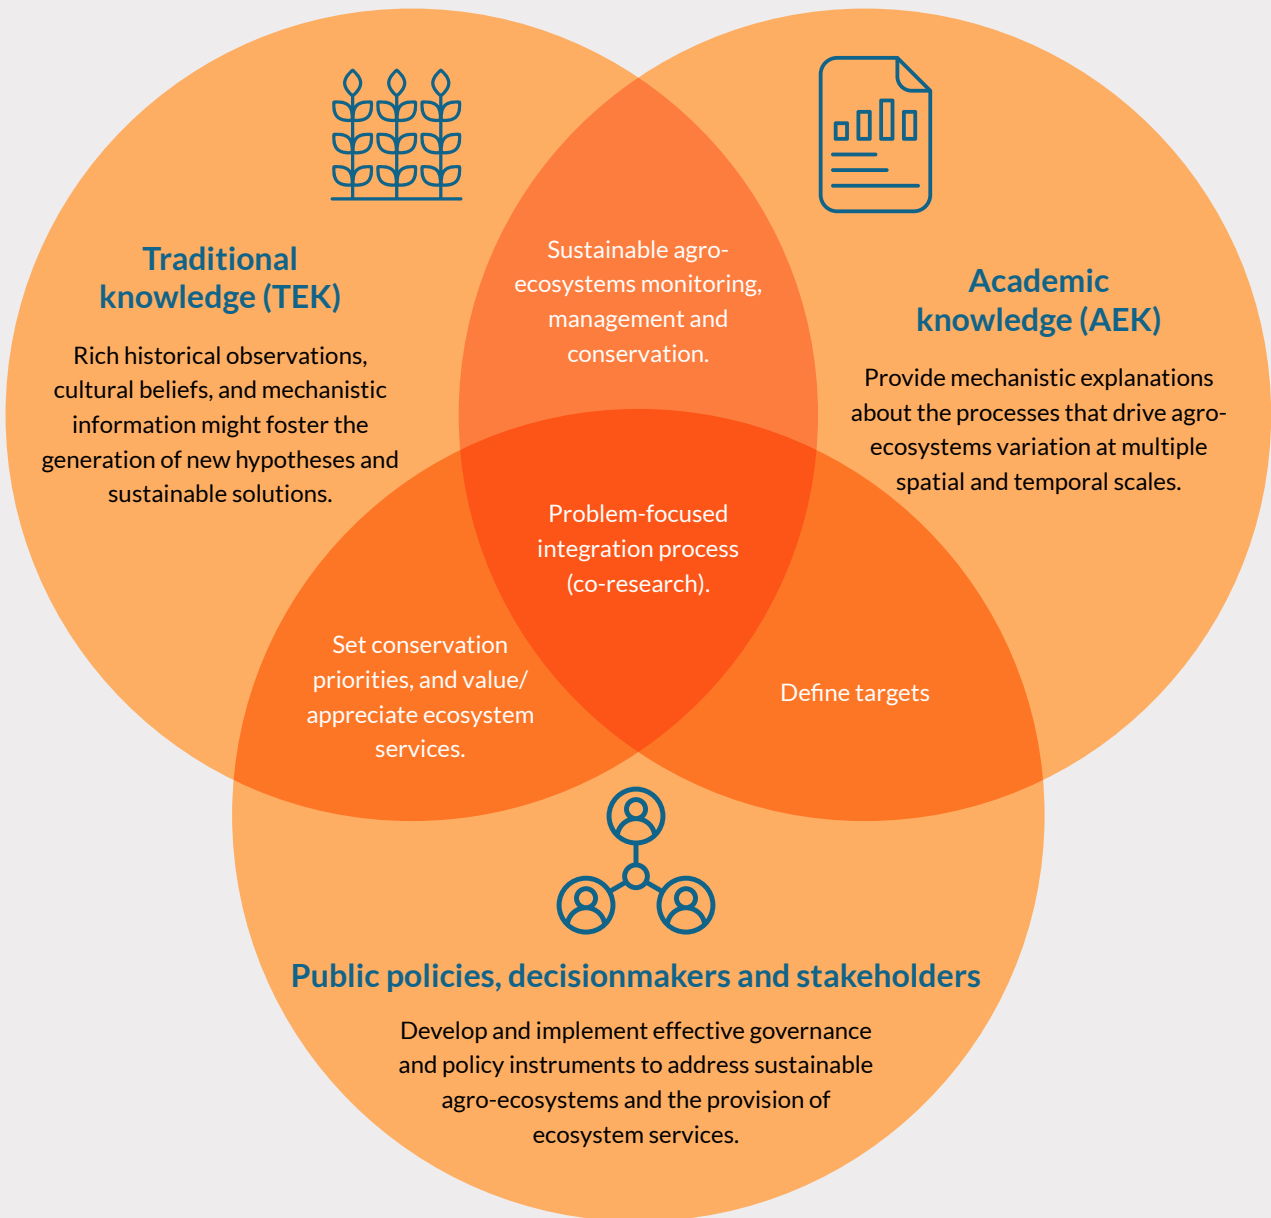 Traditional
knowledge (TEK)
Rich historical observations,
cultural beliefs, and mechanistic
information might foster the
generation of new hypotheses and
sustainable solutions.
Sustainable agro-
ecosystems monitoring,
management and
conservation.
Academic
knowledge (AEK)
Provide mechanistic explanations
about the processes that drive agro-
ecosystems variation at multiple
spatial and temporal scales.
Problem-focused
integration process
(co-research).
Set conservation
priorities, and value/
appreciate ecosystem
services.
Define targets
Public policies, decisionmakers and stakeholders
Develop and implement effective governance
and policy instruments to address sustainable
agro-ecosystems and the provision of
ecosystem services.